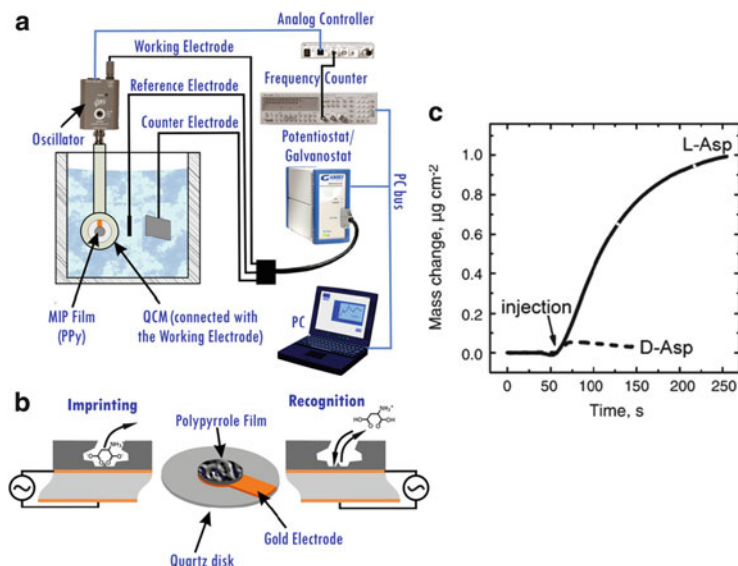 a
Analog Controller
Working Electrode
Frequency Counter
Reference Electrode
Counter Electrode
Oscillator
Potentiostat/
Galvanostat
GAMRY
PC bus
MIP Film
(PPy)
QCM (connected with
the Working Electrode)
PC
b
Imprinting
Polypyrrole Film
Recognition
Gold Electrode
Quartz disk
c
Mass change, µg cm-2
1.0
0.8
0.6
0.4
0.2
0.0
L-Asp
injection
D-Asp
0 50 100 150 200 250
Time, s